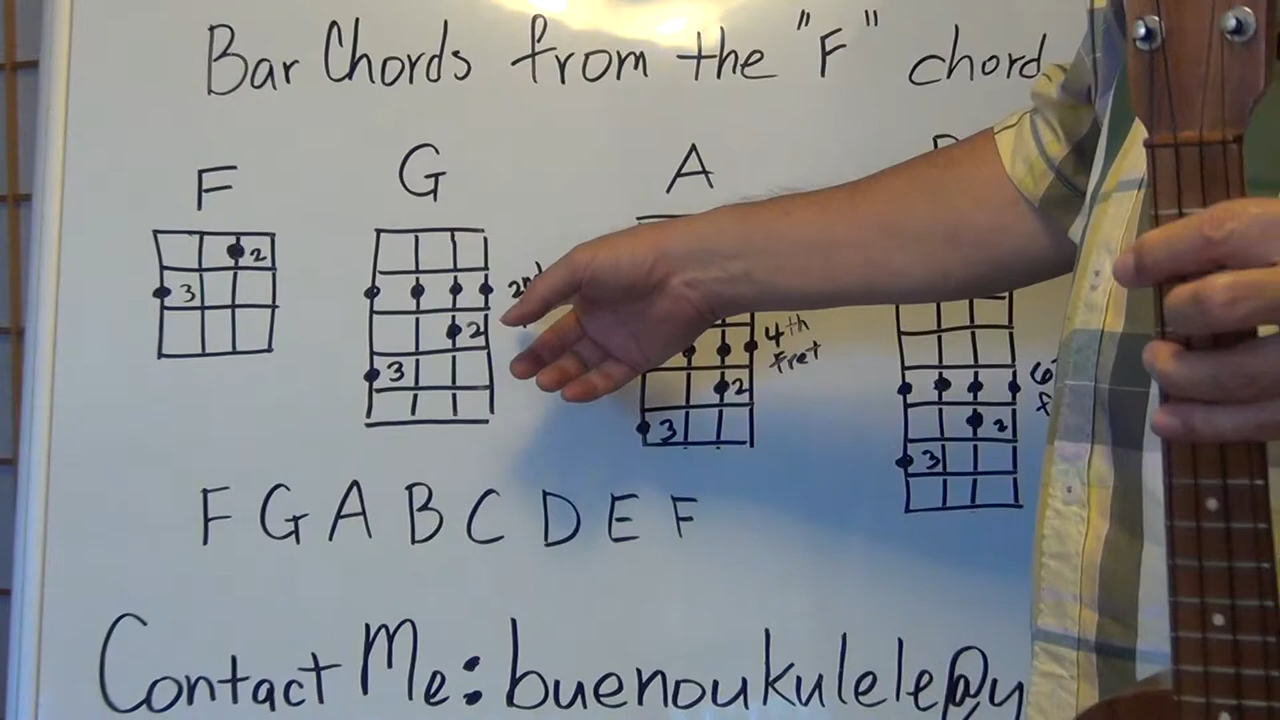 Bar Chords from the "F" chord
F G A
2
3
2
3
2nd
2
3
4th
fret
2
3
6
F G A B C D E F
Contact Me: buenoukulele@y